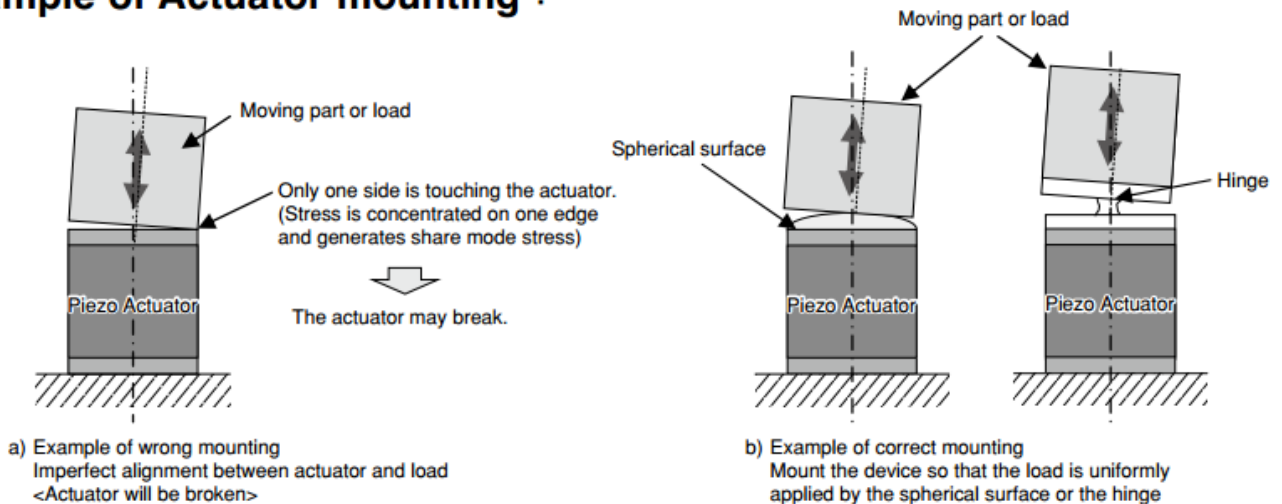 mple of Actuator mounting :
Moving part or load
Only one side is touching the actuator.
(Stress is concentrated on one edge
and generates share mode stress)
The actuator may break.
Piezo Actuator
a) Example of wrong mounting
Imperfect alignment between actuator and load
<Actuator will be broken>
Moving part or load
Spherical surface
Hinge
Piezo Actuator
Piezo Actuator
b) Example of correct mounting
Mount the device so that the load is uniformly
applied by the spherical surface or the hinge